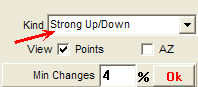 Kind Strong Up/Down
View Points AZ
Min Changes 4 % Ok